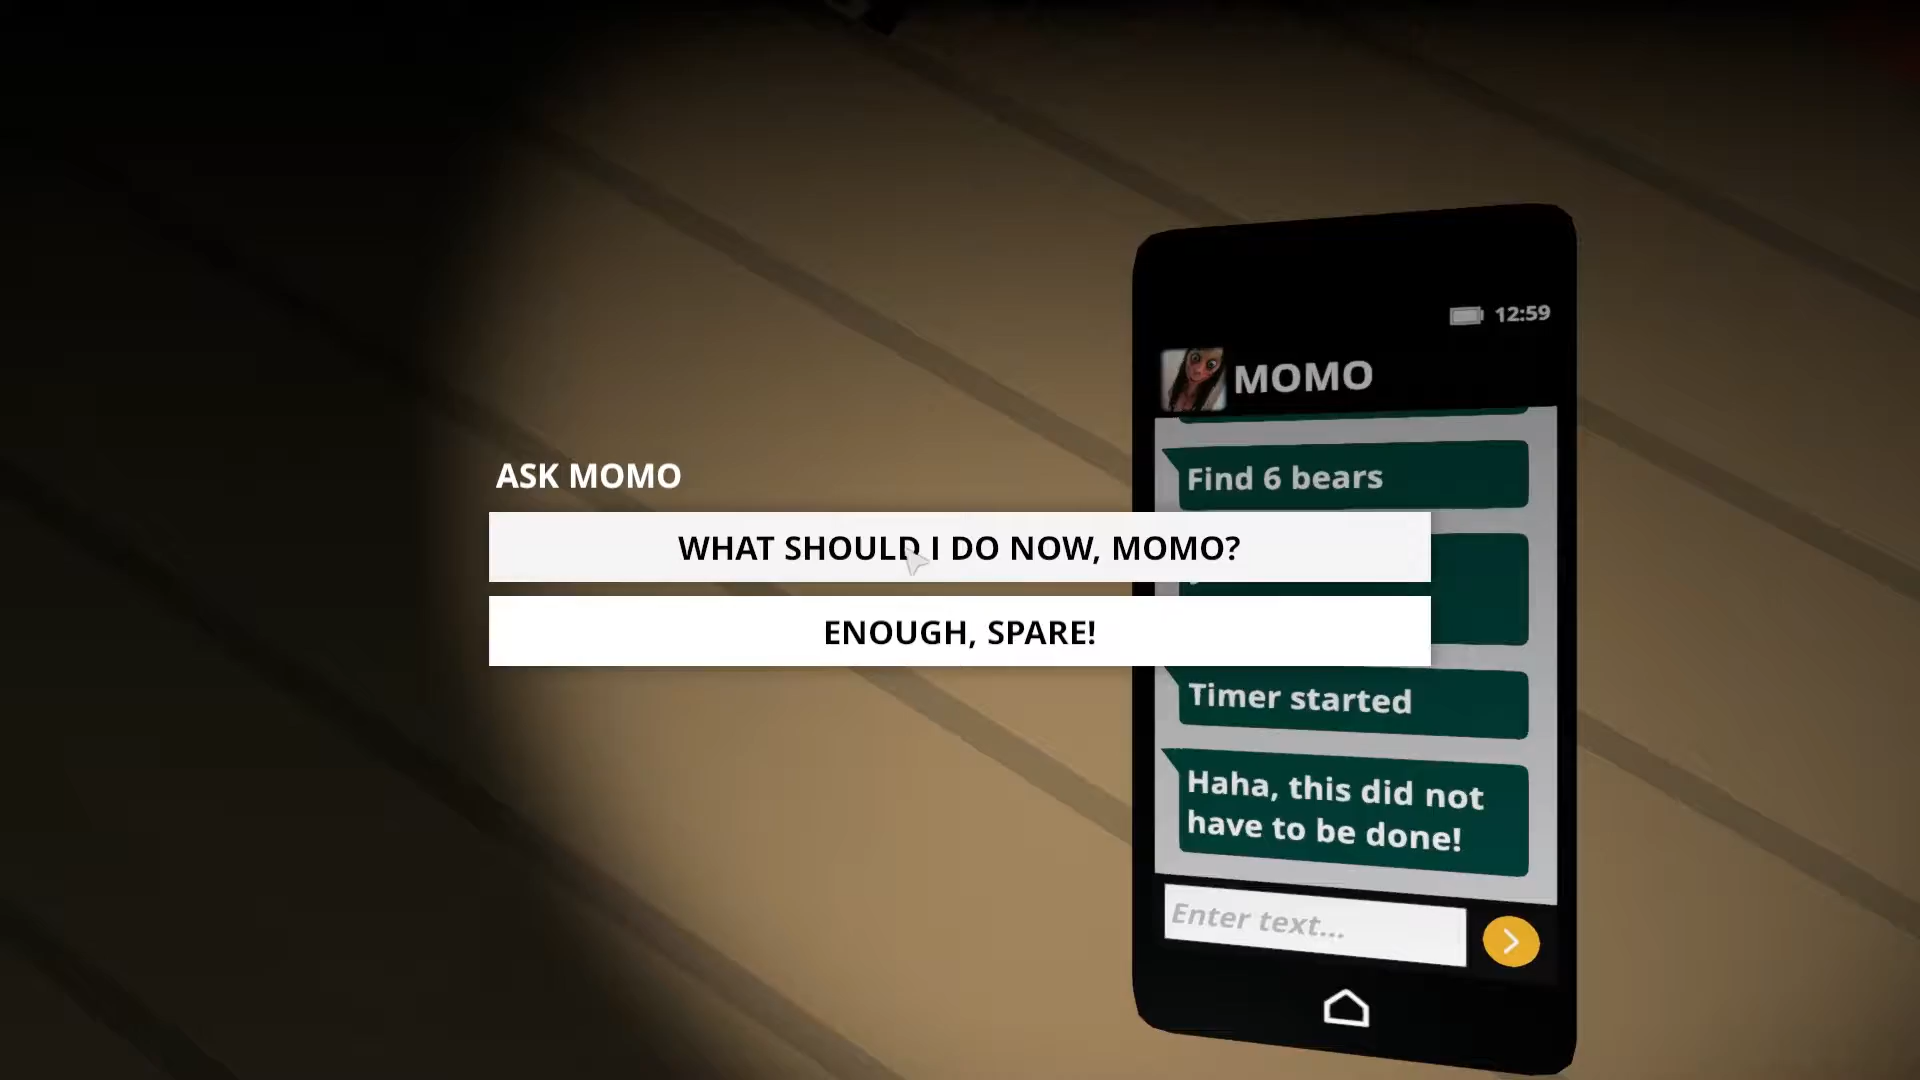 12:59
MOMO
Find 6 bears
ASK MOMO
WHAT SHOULD I DO NOW, MOMO?
ENOUGH, SPARE!
Timer started
Haha, this did not
have to be done!
Enter text...